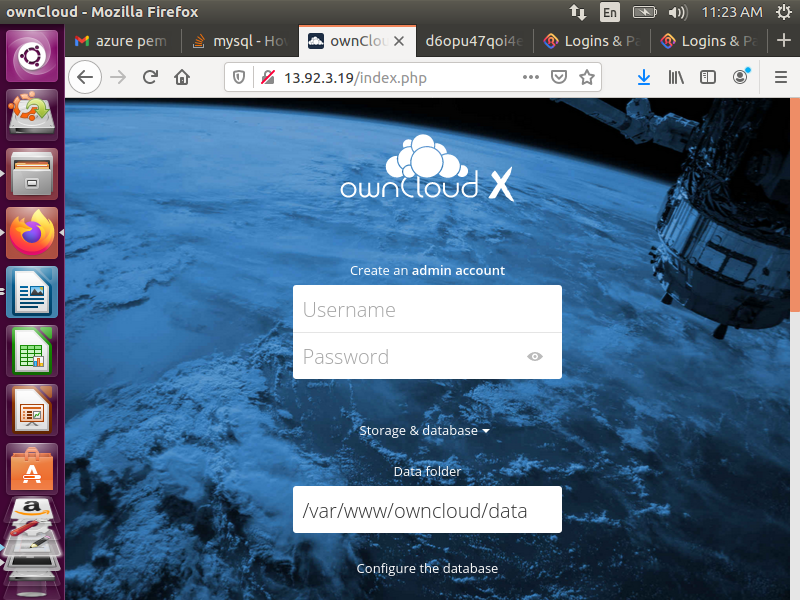 ownCloud - Mozilla Firefox
En
11:23 AM
azure pem
mysql - Ho
ownClou
d6opu47qoi4e
Logins & Pa
Logins & Pa
13.92.3.19/index.php
ownCloud X
Create an admin account
Username
Password
Storage & database
Data folder
/var/www/owncloud/data
Configure the database